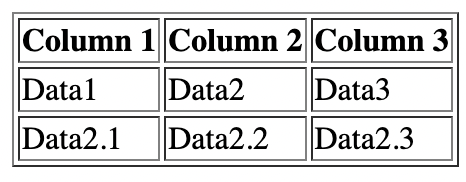 Column 1 Column 2 Column 3
Data1 Data2 Data3
Data2.1 Data2.2 Data2.3